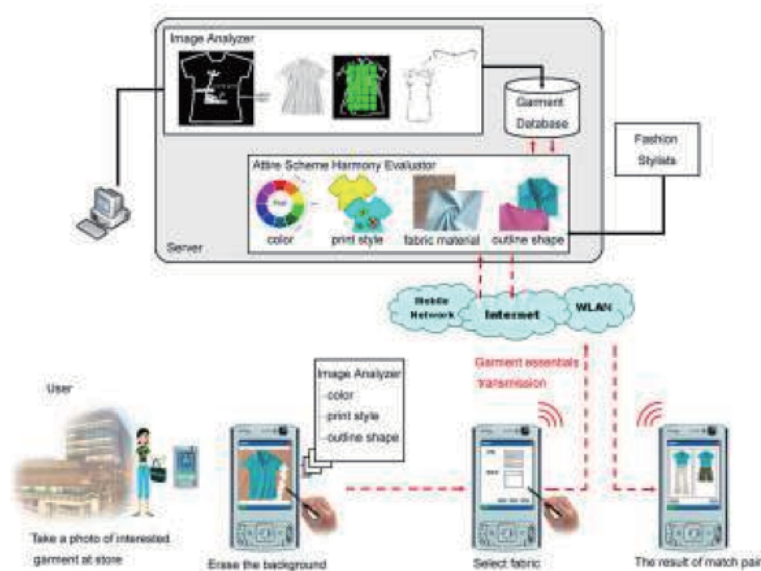 Image Analyzer
Garment
Database
Fashion
Stylists
Attire Scheme Harmony Evaluator
color
print style
fabric material
outline shape
Server
Mobile
Network
Internet
WLAN
Garment essentials
transmission
User
Image Analyzer
-color
-print style
-outline shape
Take a photo of interested
garment at store
Erase the background
Select fabric
The result of match pair